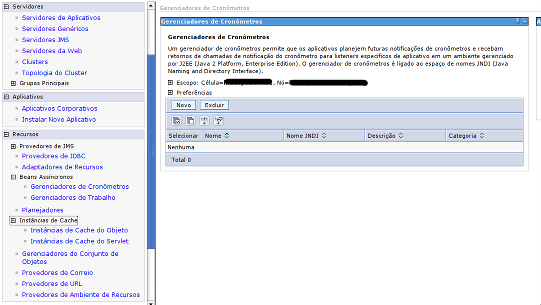 Servidores
Servidores de Aplicativos
Servidores Genéricos
Servidores JMS
Servidores da Web
Clusters
Topologia do Cluster
Grupos Principais
Aplicativos
Aplicativos Corporativos
Instalar Novo Aplicativo
Recursos
Provedores de JMS
Provedores de JDBC
Adaptadores de Recursos
Beans Assíncronos
Gerenciadores de Cronômetros
Gerenciadores de Trabalho
Planejadores
Instâncias de Cache
Instâncias de Cache do Objeto
Instâncias de Cache do Servlet
Gerenciadores do Conjunto de
Objetos
Provedores de Correio
Provedores de URL
Provedores de Ambiente de Recursos
Gerenciadores de Cronômetros
Gerenciadores de Cronômetros ? –
Gerenciadores de Cronômetros
Um gerenciador de cronômetros permite que os aplicativos planejem futuras notificações de cronômetros e recebam
retornos de chamadas de notificação do cronômetro para listeners específicos de aplicativo em um ambiente gerenciado
por J2EE (Java 2 Platform, Enterprise Edition). O gerenciador de cronômetros é ligado ao espaço de nomes JNDI (Java
Naming and Directory Interface).
Escopo: Célula= , Nó=
Preferências
Novo Excluir
Selecionar Nome Nome JNDI Descrição Categoria
Nenhuma
Total 0